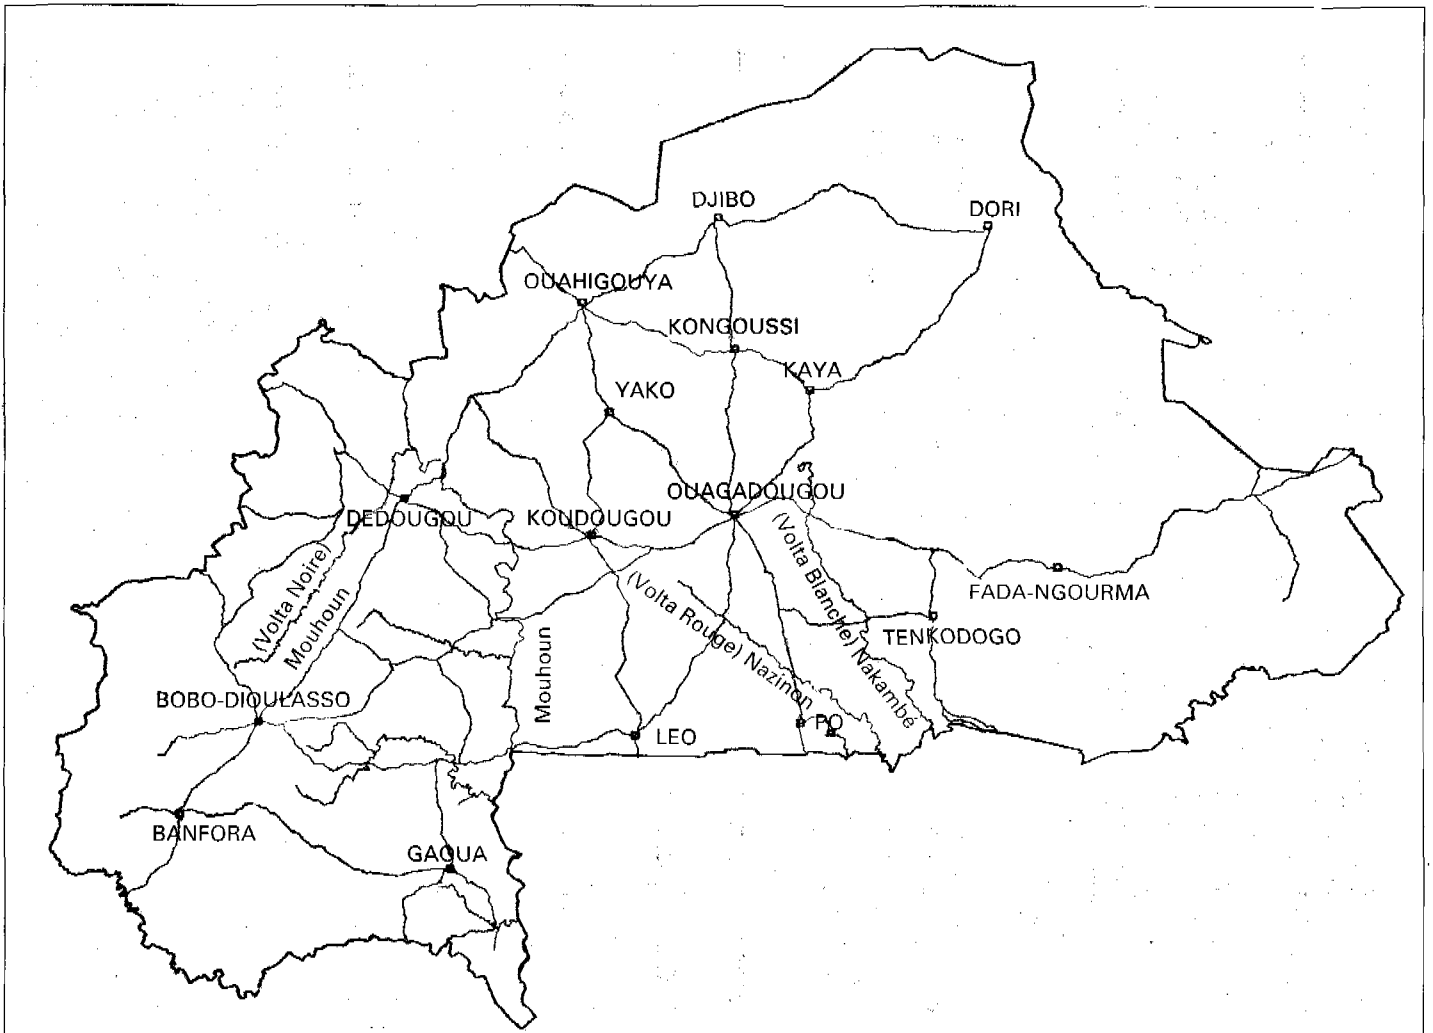 DJIBO
DORI
OUAHIGOUYA
KONGOUSSI
KAYA
YAKO
OUAGADOUGOU
DEDOUGOU
KOUDOUGOU
(Volta Noire)
Mouhoun
(Volta Rouge) Nazinon
(Volta Blanche) Nakambé
FADA-NGOURMA
TENKODOGO
Mouhoun
BOBO-DIOULASSO
LEO
PO
BANFORA
GAOUA